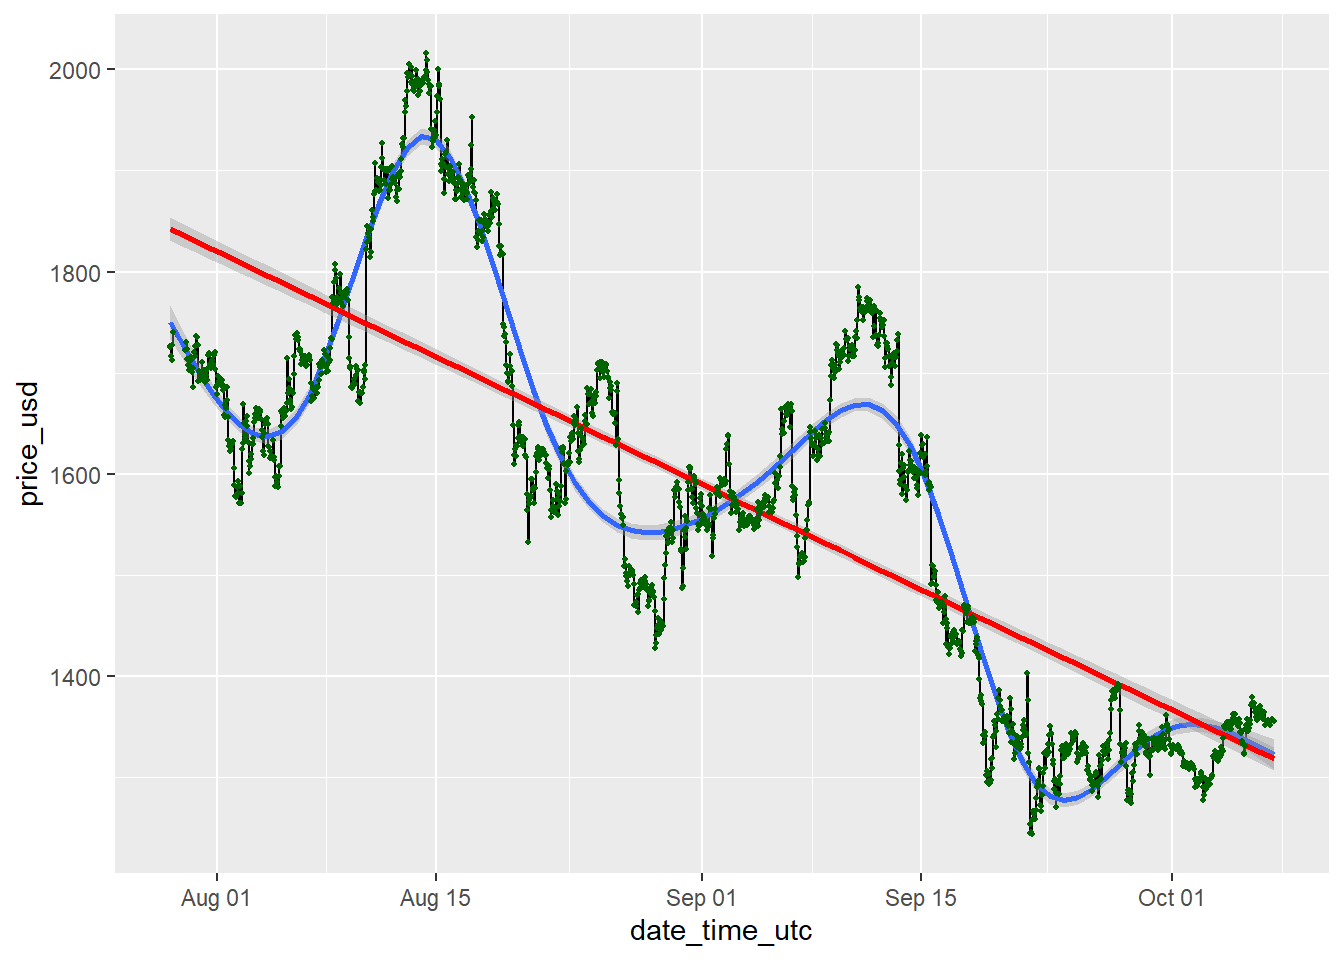 2000
1800
1600
1400
price_usd
Aug 01
Aug 15
Sep 01
Sep 15
Oct 01
date_time_utc